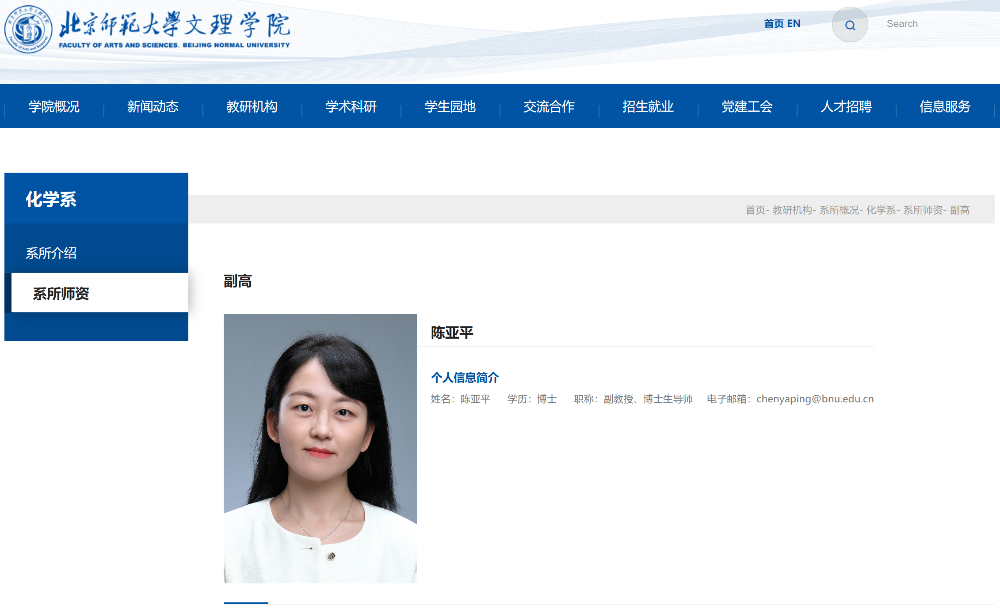 北京师范大学文理学院
FACULTY OF ARTS AND SCIENCES, BEIJING NORMAL UNIVERSITY
首页 EN
Search
学院概况 新闻动态 教研机构 学术科研 学生园地 交流合作 招生就业 党建工会 人才招聘 信息服务
化学系
首页- 教研机构- 系所概况- 化学系- 系所师资- 副高
系所介绍
系所师资
副高
陈亚平
个人信息简介
姓名：陈亚平 学历：博士 职称：副教授、博士生导师 电子邮箱：chenyaping@bnu.edu.cn